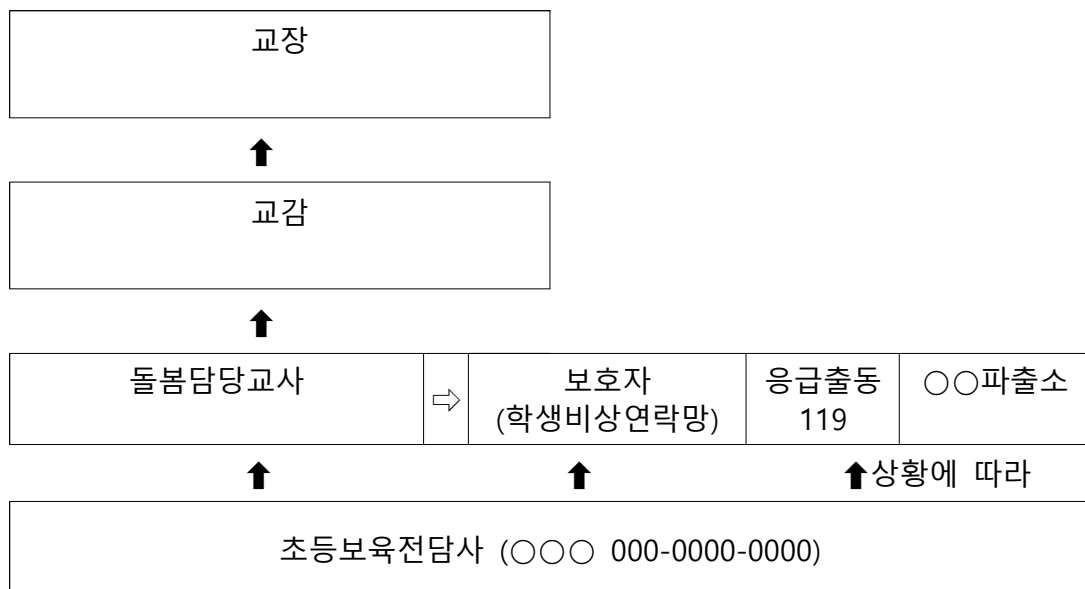 교장
⬆
교감
⬆
돌봄담당교사 ⇨ 보호자 응급출동 ○○파출소
(학생비상연락망) 119
⬆ ⬆ ⬆상황에 따라
초등보육전담사 (○○○ 000-0000-0000)